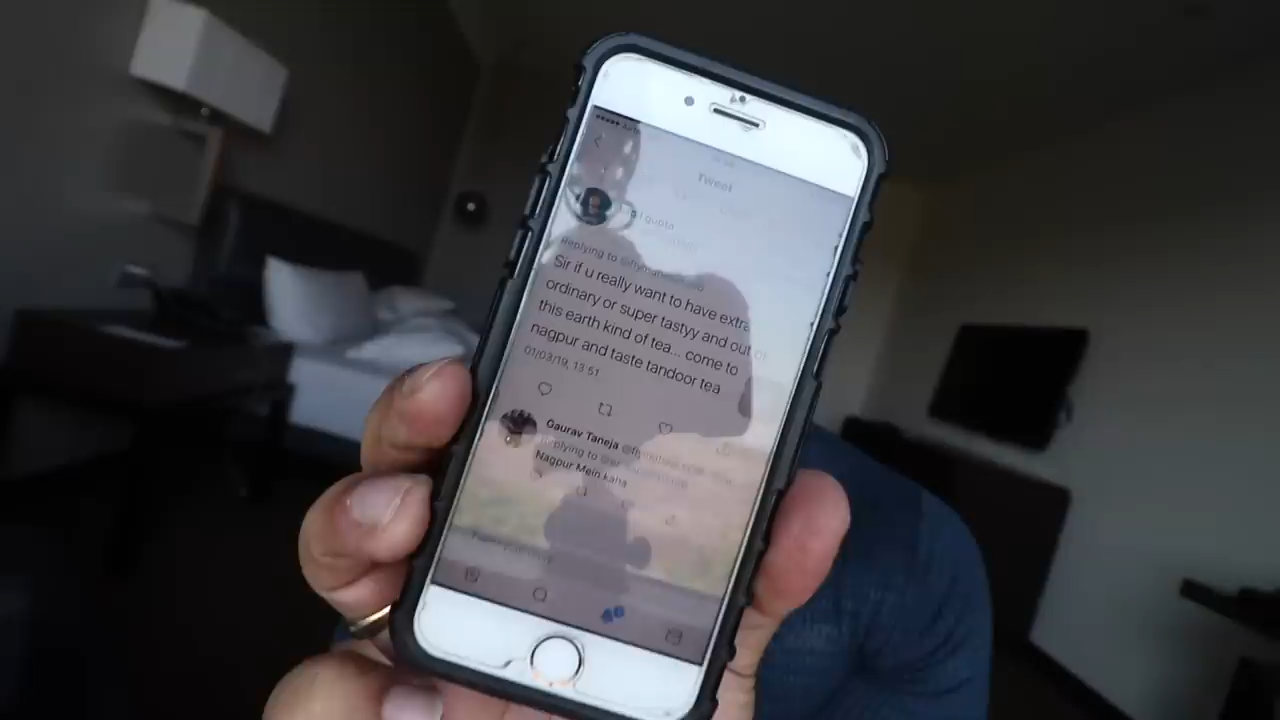 Tweet
gupta
Replying to
Sir if u really want to have extra
ordinary or super tastyy and out of
this earth kind of tea... come to
nagpur and taste tandoor tea
01/03/19, 13:51
Gaurav Taneja
Replying to
Nagpur Mein kaha